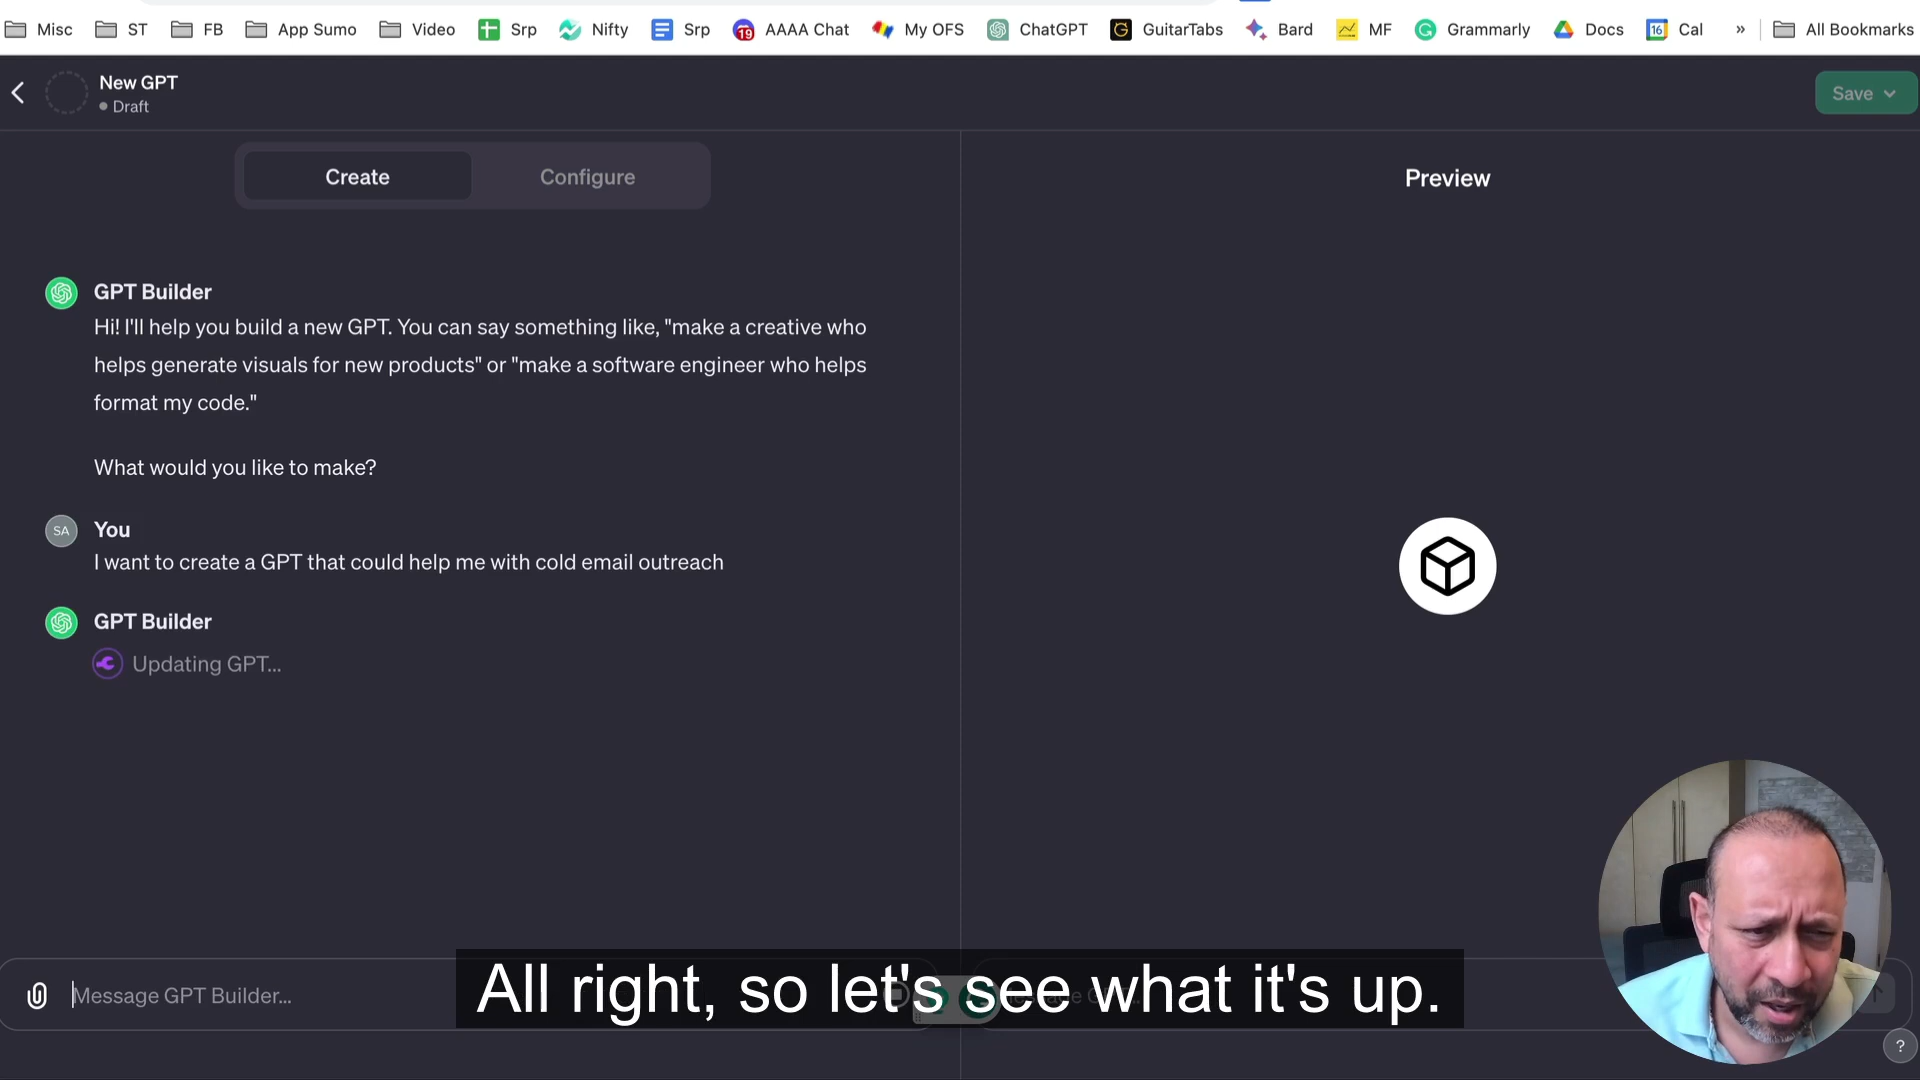 Misc ST FB App Sumo Video Srp Nifty Srp 19 AAAA Chat My OFS ChatGPT G GuitarTabs Bard MF G Grammarly Docs 16 Cal » All Bookmarks
New GPT
Draft
Save
Create Configure
Preview
GPT Builder
Hi! I'll help you build a new GPT. You can say something like, "make a creative who
helps generate visuals for new products" or "make a software engineer who helps
format my code."
What would you like to make?
SA You
I want to create a GPT that could help me with cold email outreach
GPT Builder
Updating GPT...
Message GPT Builder...
All right, so let's see what it's up.
?